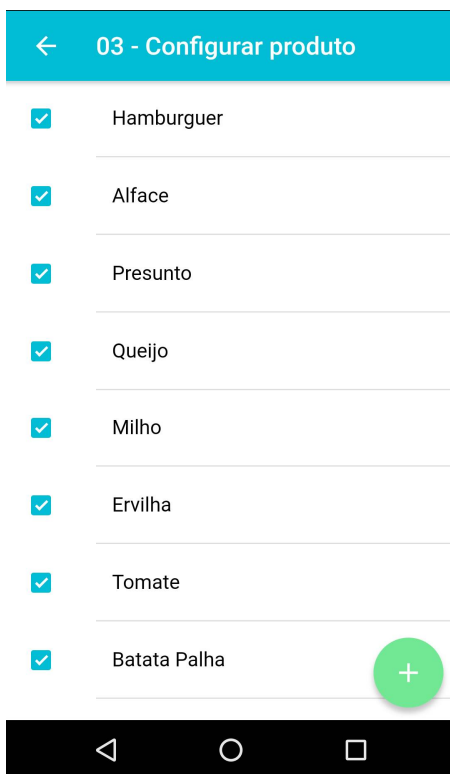 03 - Configurar produto
Hamburguer
Alface
Presunto
Queijo
Milho
Ervilha
Tomate
Batata Palha